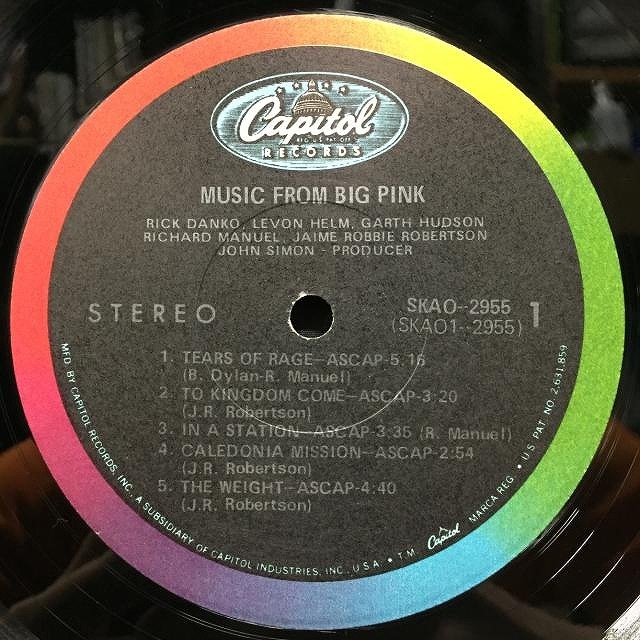 Capitol
REG. U.S. PAT. OFF.
RECORDS
MUSIC FROM BIG PINK
RICK DANKO, LEVON HELM, GARTH HUDSON
RICHARD MANUEL, JAIME ROBBIE ROBERTSON
JOHN SIMON - PRODUCER
STEREO
SKAO--2955
(SKAO1--2955)
1
1. TEARS OF RAGE—ASCAP-5.16
(B. Dylan-R. Manuel)
2. TO KINGDOM COME—ASCAP-3:20
(J.R. Robertson)
3. IN A STATION—ASCAP-3:35 (R. Manuel)
4. CALEDONIA MISSION—ASCAP-2:54
(J.R. Robertson)
5. THE WEIGHT—ASCAP-4:40
(J.R. Robertson)
MFD. BY CAPITOL RECORDS, INC., A SUBSIDIARY OF CAPITOL INDUSTRIES, INC., U.S.A. • T.M. Capitol MARCA REG. • U.S. PAT. NO. 2,631,859